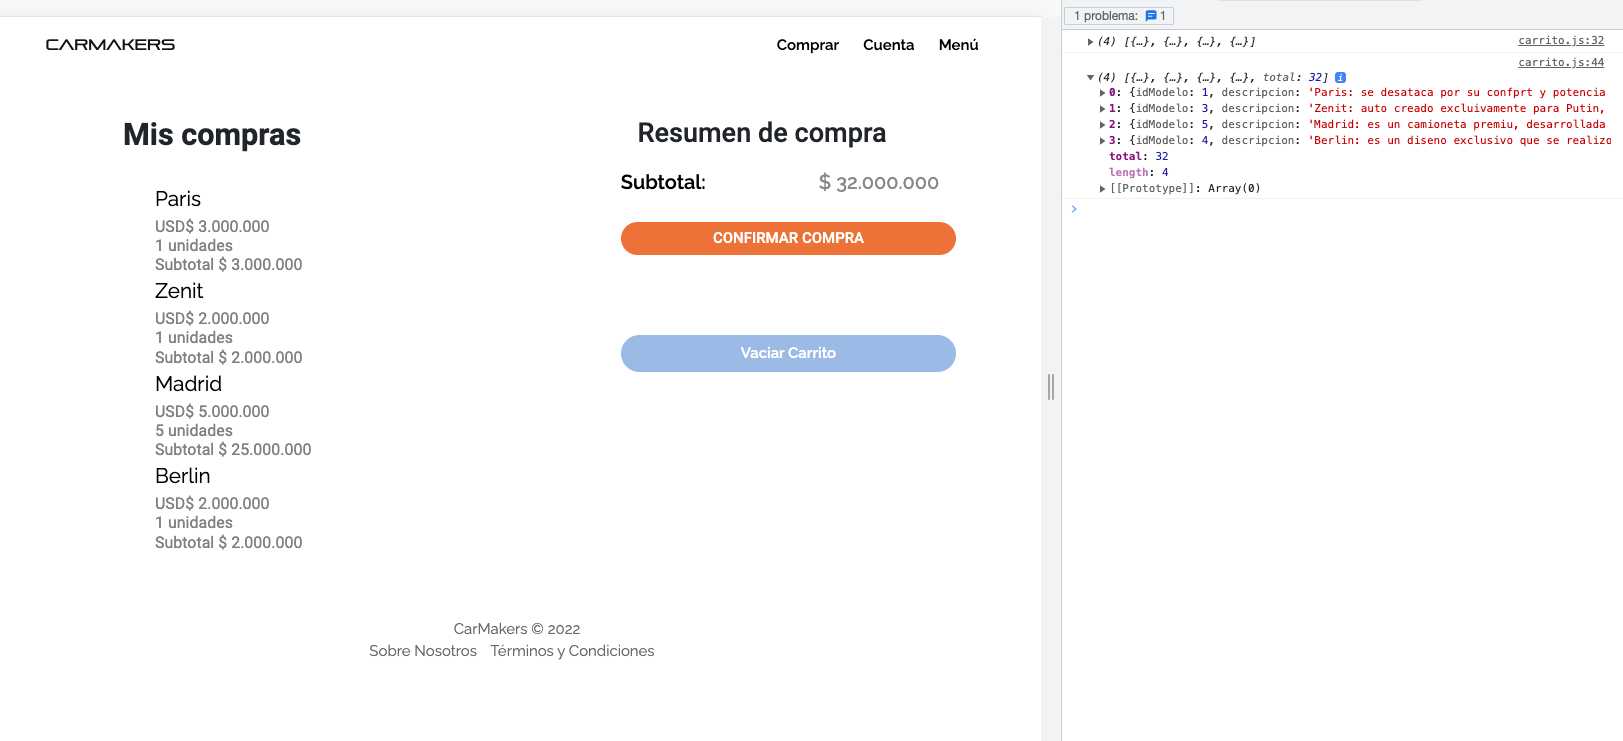 CARMAKERS
Comprar Cuenta Menú
Mis compras
Paris
USD$ 3.000.000
1 unidades
Subtotal $ 3.000.000
Zenit
USD$ 2.000.000
1 unidades
Subtotal $ 2.000.000
Madrid
USD$ 5.000.000
5 unidades
Subtotal $ 25.000.000
Berlin
USD$ 2.000.000
1 unidades
Subtotal $ 2.000.000
Resumen de compra
Subtotal: $ 32.000.000
CONFIRMAR COMPRA
Vaciar Carrito
CarMakers © 2022
Sobre Nosotros Términos y Condiciones
1 problema: 1
(4) [{…}, {…}, {…}, {…}] carrito.js:32
carrito.js:44
(4) [{…}, {…}, {…}, {…}, total: 32] i
0: {idModelo: 1, descripcion: 'Paris: se desataca por su confprt y potencia
1: {idModelo: 3, descripcion: 'Zenit: auto creado excluivamente para Putin,
2: {idModelo: 5, descripcion: 'Madrid: es un camioneta premiu, desarrollada
3: {idModelo: 4, descripcion: 'Berlin: es un diseno exclusivo que se realizo
total: 32
length: 4
[[Prototype]]: Array(0)